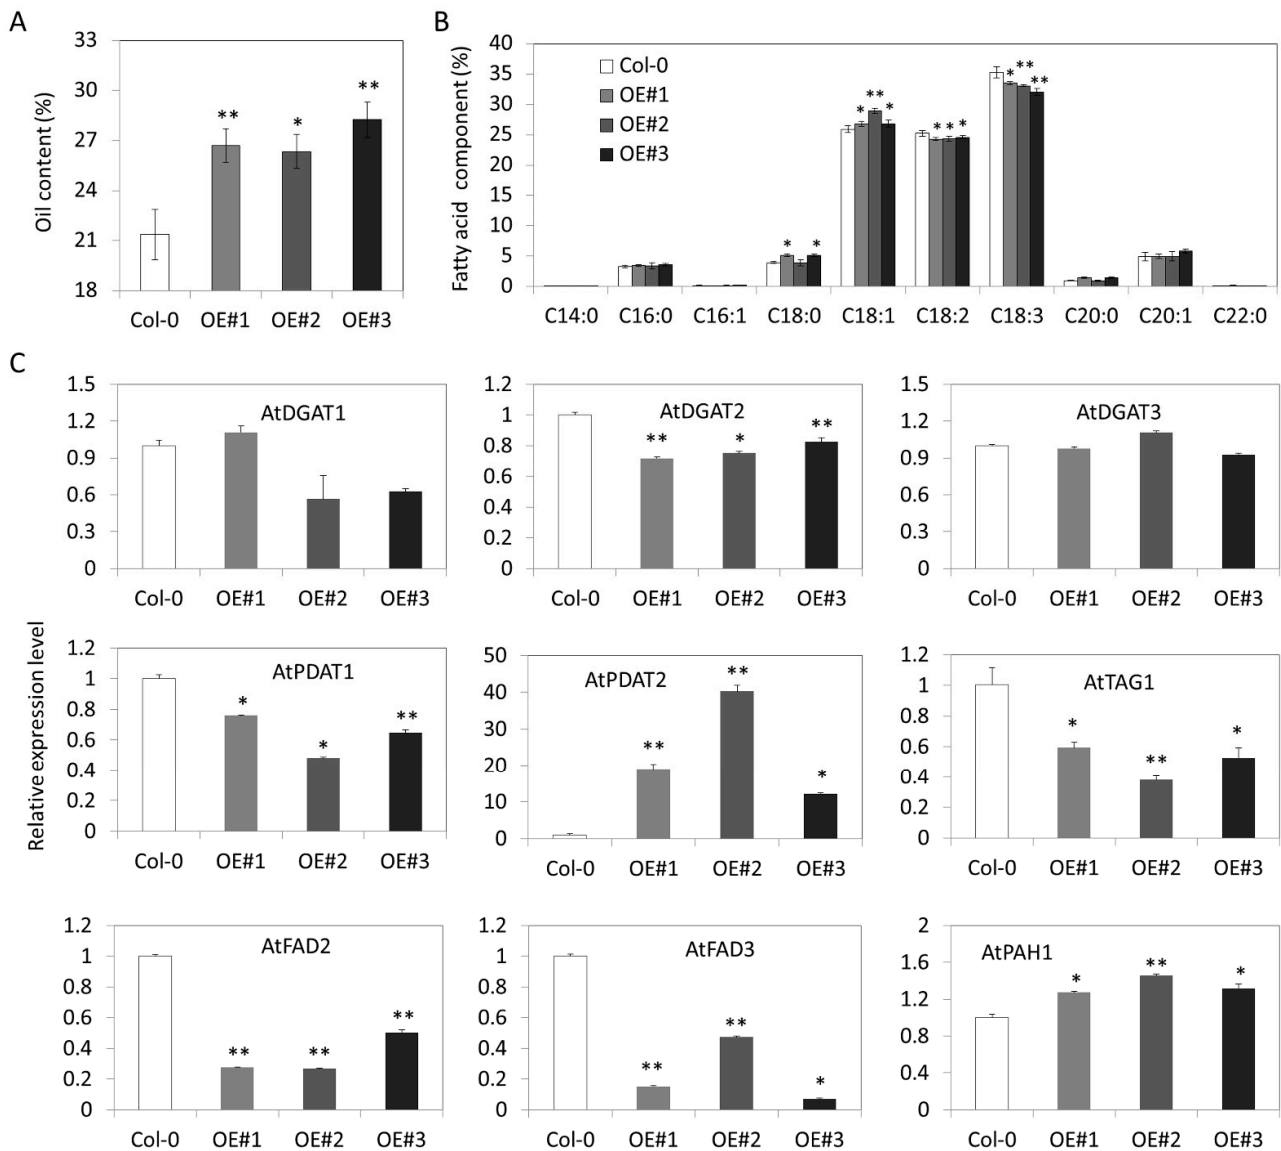 A
Oil content (%)
33
30
27
24
21
18
** * **
Col-0 OE#1 OE#2 OE#3
B
Fatty acid component (%)
40
35
30
25
20
15
10
5
0
Col-0
OE#1
OE#2
OE#3
* * * ** * * * * * ** **
C14:0 C16:0 C16:1 C18:0 C18:1 C18:2 C18:3 C20:0 C20:1 C22:0
C
Relative expression level
AtDGAT1
1.5
1.2
0.9
0.6
0.3
0
Col-0 OE#1 OE#2 OE#3
AtDGAT2
1.2
1
0.8
0.6
0.4
0.2
0
** * **
Col-0 OE#1 OE#2 OE#3
AtDGAT3
1.5
1.2
0.9
0.6
0.3
0
Col-0 OE#1 OE#2 OE#3
AtPDAT1
1.2
1
0.8
0.6
0.4
0.2
0
* * **
Col-0 OE#1 OE#2 OE#3
AtPDAT2
50
40
30
20
10
0
** ** *
Col-0 OE#1 OE#2 OE#3
AtTAG1
1.2
1
0.8
0.6
0.4
0.2
0
* ** *
Col-0 OE#1 OE#2 OE#3
AtFAD2
1.2
1
0.8
0.6
0.4
0.2
0
** ** **
Col-0 OE#1 OE#2 OE#3
AtFAD3
1.2
1
0.8
0.6
0.4
0.2
0
** ** *
Col-0 OE#1 OE#2 OE#3
AtPAH1
2
1.6
1.2
0.8
0.4
0
* ** *
Col-0 OE#1 OE#2 OE#3